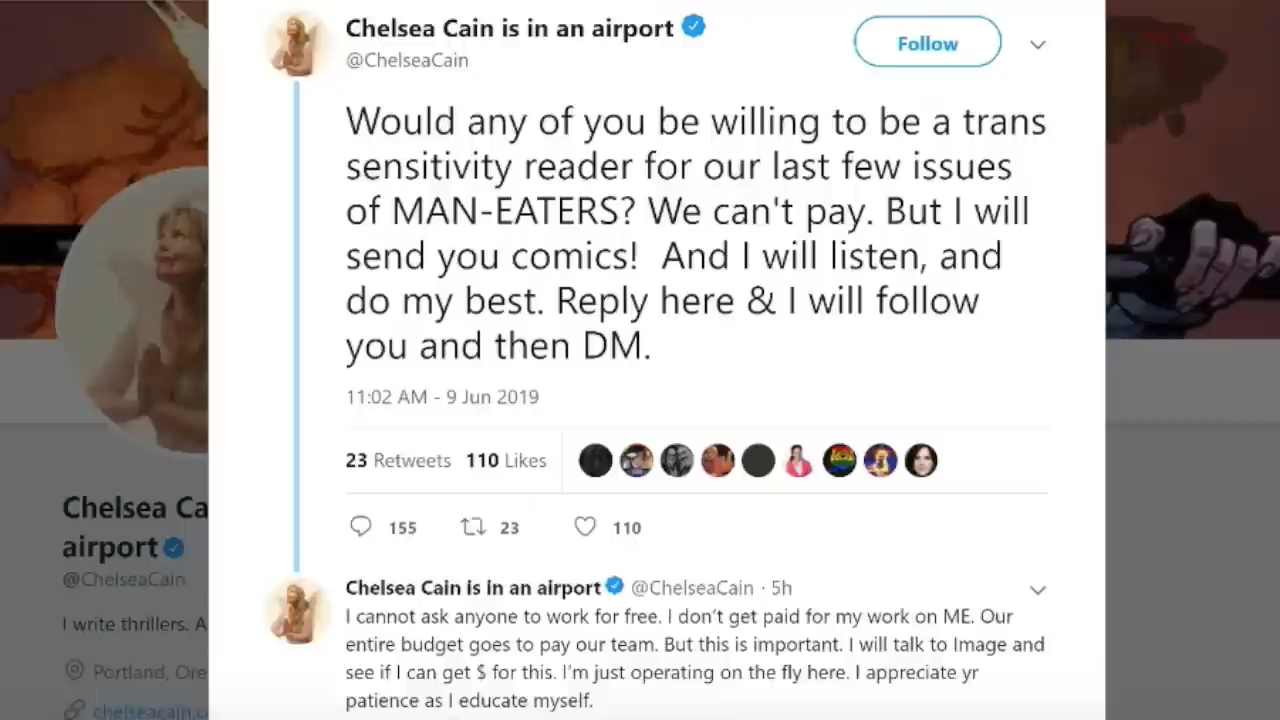 Chelsea Cain is in an airport
@ChelseaCain
Follow
Would any of you be willing to be a trans
sensitivity reader for our last few issues
of MAN-EATERS? We can't pay. But I will
send you comics! And I will listen, and
do my best. Reply here & I will follow
you and then DM.
11:02 AM - 9 Jun 2019
23 Retweets 110 Likes
155 23 110
Chelsea Cain is in an airport @ChelseaCain · 5h
I cannot ask anyone to work for free. I don't get paid for my work on ME. Our
entire budget goes to pay our team. But this is important. I will talk to Image and
see if I can get $ for this. I'm just operating on the fly here. I appreciate yr
patience as I educate myself.
Chelsea Ca
airport
@ChelseaCain
I write thrillers. A
Portland, Ore
chelseacain.c